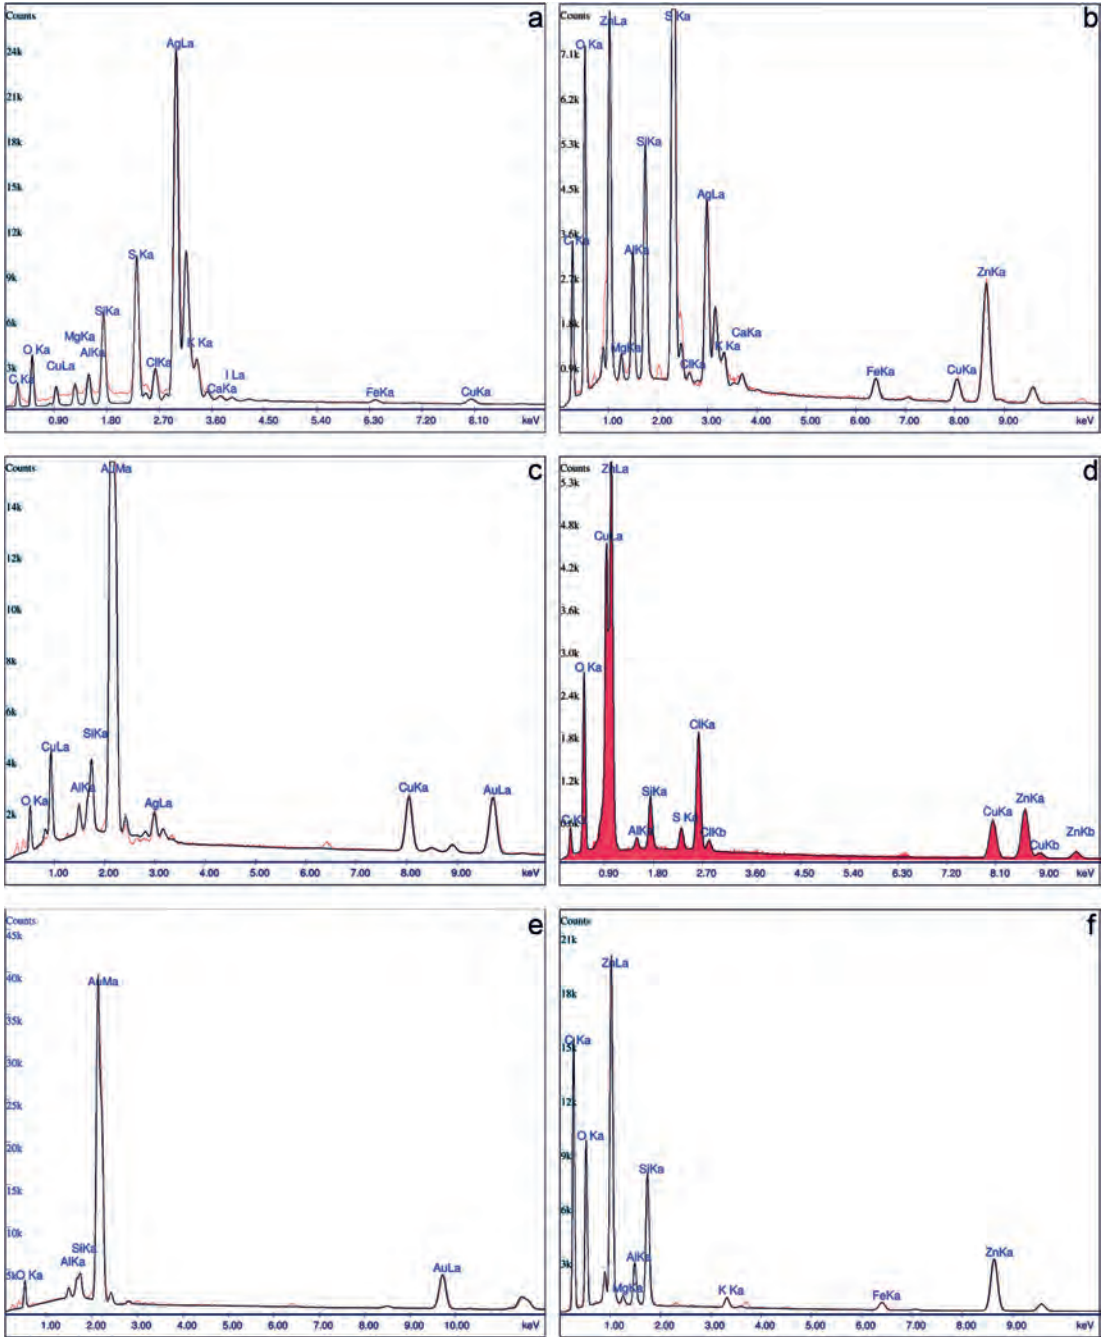 Counts
a
24k
21k
18k
15k
12k
9k
6k
3k
C Ka
O Ka
CuLa
MgKa
AlKa
SiKa
S Ka
ClKa
AgLa
K Ka
CaKa
I La
FeKa
CuKa
0.90 1.80 2.70 3.60 4.50 5.40 6.30 7.20 8.10 keV
b
7.1k
6.2k
5.3k
4.5k
3.6k
2.7k
1.8k
0.9k
C Ka
O Ka
ZnLa
MgKa
AlKa
SiKa
S Ka
ClKa
AgLa
K Ka
CaKa
FeKa
CuKa
ZnKa
1.00 2.00 3.00 4.00 5.00 6.00 7.00 8.00 9.00 keV
Counts
c
14k
12k
10k
8k
6k
4k
2k
O Ka
CuLa
AlKa
SiKa
AuMa
AgLa
CuKa
AuLa
1.00 2.00 3.00 4.00 5.00 6.00 7.00 8.00 9.00 keV
Counts
d
5.3k
4.8k
4.2k
3.6k
3.0k
2.4k
1.8k
1.2k
0.6k
C Ka
O Ka
CuLa
ZnLa
AlKa
SiKa
S Ka
ClKa
ClKb
CuKa
ZnKa
CuKb
ZnKb
0.90 1.80 2.70 3.60 4.50 5.40 6.30 7.20 8.10 9.00 keV
Counts
e
45k
40k
35k
30k
25k
20k
15k
10k
5k
O Ka
AlKa
SiKa
AuMa
AuLa
1.00 2.00 3.00 4.00 5.00 6.00 7.00 8.00 9.00 10.00 keV
Counts
f
21k
18k
15k
12k
9k
6k
3k
C Ka
O Ka
ZnLa
MgKa
AlKa
SiKa
K Ka
FeKa
ZnKa
1.00 2.00 3.00 4.00 5.00 6.00 7.00 8.00 9.00 keV